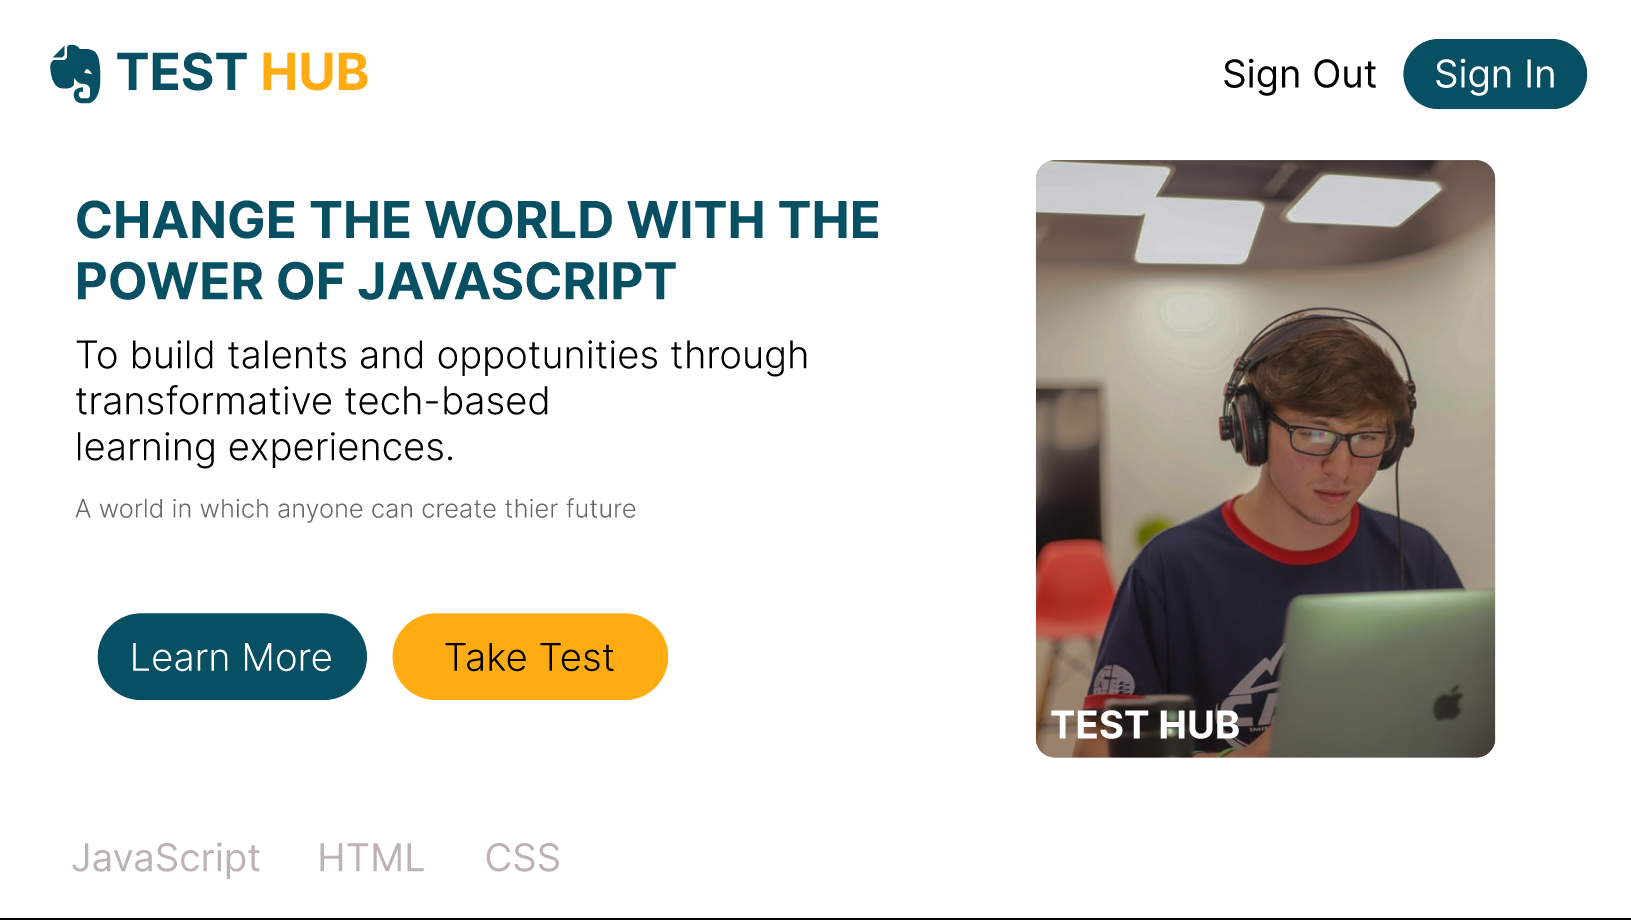 TEST HUB
Sign Out
Sign In
CHANGE THE WORLD WITH THE
POWER OF JAVASCRIPT
To build talents and oppotunities through
transformative tech-based
learning experiences.
A world in which anyone can create thier future
Learn More
Take Test
TEST HUB
JavaScript
HTML
CSS